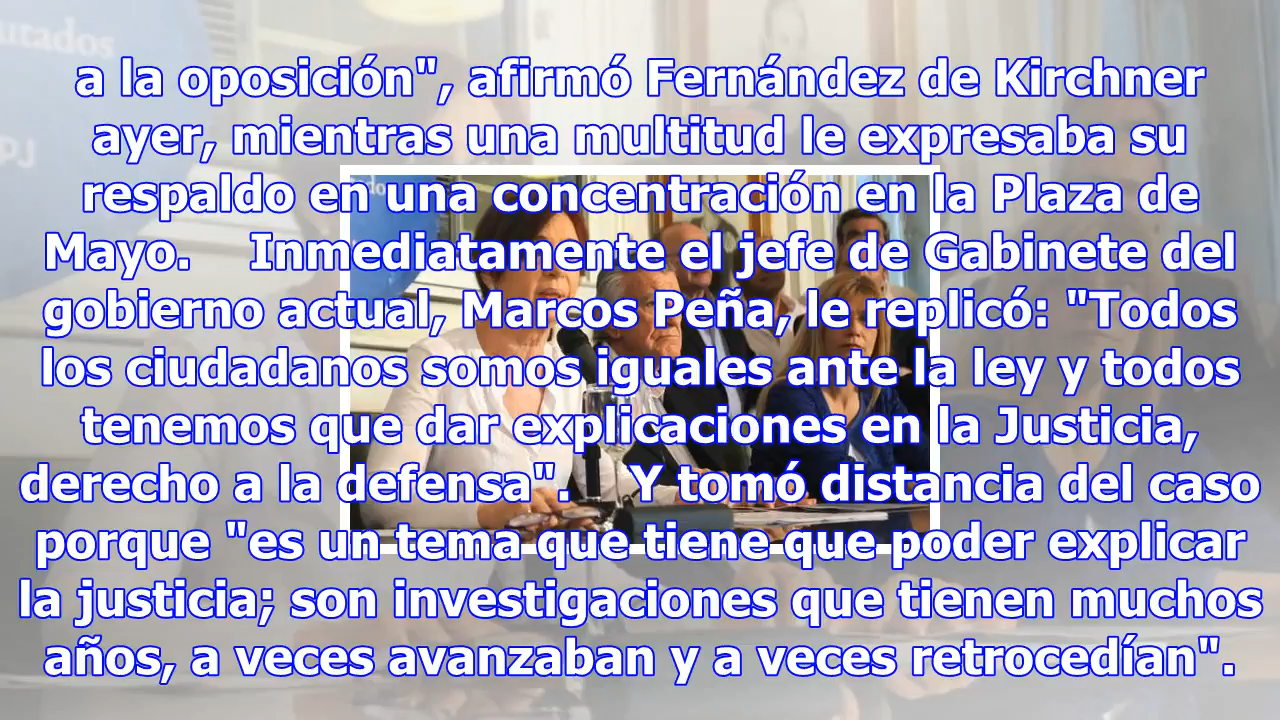 utados
PJ
a la oposición", afirmó Fernández de Kirchner
ayer, mientras una multitud le expresaba su
respaldo en una concentración en la Plaza de
Mayo.    Inmediatamente el jefe de Gabinete del
gobierno actual, Marcos Peña, le replicó: "Todos
los ciudadanos somos iguales ante la ley y todos
tenemos que dar explicaciones en la Justicia,
derecho a la defensa".    Y tomó distancia del caso
porque "es un tema que tiene que poder explicar
la justicia; son investigaciones que tienen muchos
años, a veces avanzaban y a veces retrocedían".